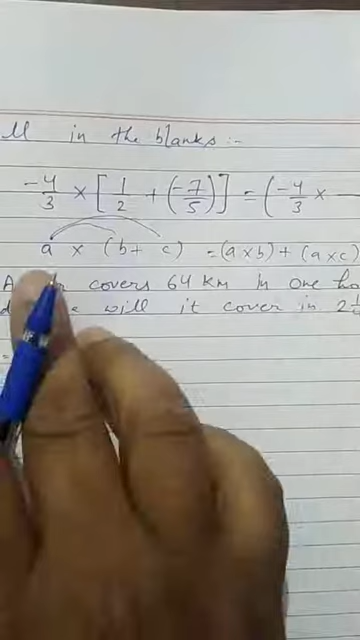 in the blanks :-
-4/3 × [ 1/2 + (-7/5) ] = (-4/3 ×
a × (b + c) = (a × b) + (a × c)
A covers 64 km in one
will it cover in